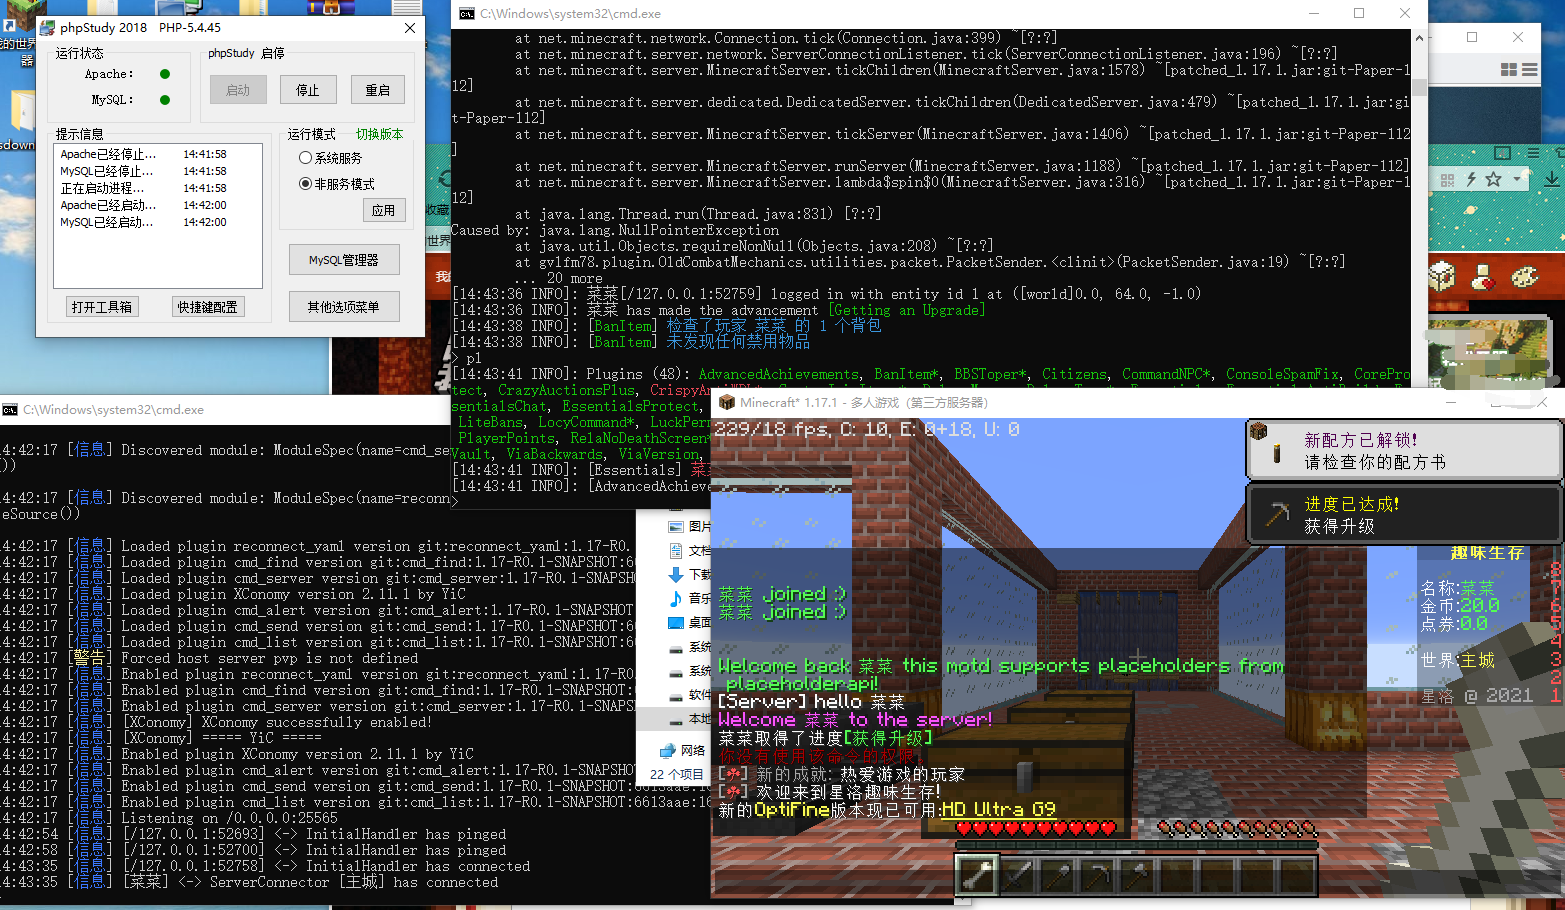 phpStudy 2018    PHP-5.4.45
运行状态
Apache:
MySQL:
phpStudy 启停
启动
停止
重启
提示信息
Apache已经停止... 14:41:58
MySQL已经停止... 14:41:58
正在启动进程... 14:41:58
Apache已经启动... 14:42:00
MySQL已经启动... 14:42:00
运行模式
切换版本
系统服务
非服务模式
应用
MySQL管理器
打开工具箱
快捷键配置
其他选项菜单
C:\Windows\system32\cmd.exe
at net.minecraft.network.Connection.tick(Connection.java:399) ~[?:?]
at net.minecraft.server.network.ServerConnectionListener.tick(ServerConnectionListener.java:196) ~[?:?]
at net.minecraft.server.MinecraftServer.tickChildren(MinecraftServer.java:1578) ~[patched_1.17.1.jar:git-Paper-1
12]
at net.minecraft.server.dedicated.DedicatedServer.tickChildren(DedicatedServer.java:479) ~[patched_1.17.1.jar:gi
t-Paper-112]
at net.minecraft.server.MinecraftServer.tickServer(MinecraftServer.java:1406) ~[patched_1.17.1.jar:git-Paper-112
]
at net.minecraft.server.MinecraftServer.runServer(MinecraftServer.java:1188) ~[patched_1.17.1.jar:git-Paper-112]
at net.minecraft.server.MinecraftServer.lambda$spin$0(MinecraftServer.java:316) ~[patched_1.17.1.jar:git-Paper-1
12]
at java.lang.Thread.run(Thread.java:831) [?:?]
Caused by: java.lang.NullPointerException
at java.util.Objects.requireNonNull(Objects.java:208) ~[?:?]
at gvlfm78.plugin.OldCombatMechanics.utilities.packet.PacketSender.<clinit>(PacketSender.java:19) ~[?:?]
... 20 more
[14:43:36 INFO]: 菜菜[/127.0.0.1:52759] logged in with entity id 1 at ([world]0.0, 64.0, -1.0)
[14:43:36 INFO]: 菜菜 has made the advancement [Getting an Upgrade]
[14:43:38 INFO]: [BanItem] 检查了玩家 菜菜 的 1 个背包
[14:43:38 INFO]: [BanItem] 未发现任何禁用物品
> pl
[14:43:41 INFO]: Plugins (48): AdvancedAchievements, BanItem*, BBSToper*, Citizens, CommandNPC*, ConsoleSpamFix, CorePro
tect, CrazyAuctionsPlus,
sentialsChat, EssentialsProtect,
LiteBans, LocyCommand*, LuckPerm
PlayerPoints, RelaNoDeathScreen*
Vault, ViaBackwards, ViaVersion,
[14:43:41 INFO]: [Essentials] 菜
[14:43:41 INFO]: [AdvancedAchieve
>
C:\Windows\system32\cmd.exe
4:42:17 [信息] Discovered module: ModuleSpec(name=cmd_se
())
4:42:17 [信息] Discovered module: ModuleSpec(name=reconn
eSource())
4:42:17 [信息] Loaded plugin reconnect_yaml version git:reconnect_yaml:1.17-R0.
4:42:17 [信息] Loaded plugin cmd_find version git:cmd_find:1.17-R0.1-SNAPSHOT:6
4:42:17 [信息] Loaded plugin cmd_server version git:cmd_server:1.17-R0.1-SNAPSH
4:42:17 [信息] Loaded plugin XConomy version 2.11.1 by YiC
4:42:17 [信息] Loaded plugin cmd_alert version git:cmd_alert:1.17-R0.1-SNAPSHOT
4:42:17 [信息] Loaded plugin cmd_send version git:cmd_send:1.17-R0.1-SNAPSHOT:6
4:42:17 [信息] Loaded plugin cmd_list version git:cmd_list:1.17-R0.1-SNAPSHOT:6
4:42:17 [警告] Forced host server pvp is not defined
4:42:17 [信息] Enabled plugin reconnect_yaml version git:reconnect_yaml:1.17-R0
4:42:17 [信息] Enabled plugin cmd_find version git:cmd_find:1.17-R0.1-SNAPSHOT:
4:42:17 [信息] Enabled plugin cmd_server version git:cmd_server:1.17-R0.1-SNAPS
4:42:17 [信息] [XConomy] XConomy successfully enabled!
4:42:17 [信息] [XConomy] ===== YiC =====
4:42:17 [信息] Enabled plugin XConomy version 2.11.1 by YiC
4:42:17 [信息] Enabled plugin cmd_alert version git:cmd_alert:1.17-R0.1-SNAPSHO
4:42:17 [信息] Enabled plugin cmd_send version git:cmd_send:1.17-R0.1-SNAPSHOT:
4:42:17 [信息] Enabled plugin cmd_list version git:cmd_list:1.17-R0.1-SNAPSHOT:6613aae:16
4:42:17 [信息] Listening on /0.0.0.0:25565
4:42:54 [信息] [/127.0.0.1:52693] <-> InitialHandler has pinged
4:42:58 [信息] [/127.0.0.1:52700] <-> InitialHandler has pinged
4:43:35 [信息] [/127.0.0.1:52758] <-> InitialHandler has connected
4:43:35 [信息] [菜菜] <-> ServerConnector [主城] has connected
图片
文档
下载
音乐
桌面
系统
系统
软件
本地
网络
22 个项目
Minecraft* 1.17.1 - 多人游戏（第三方服务器）
229/18 fps, C: 10, E: 0+18, U: 0
新配方已解锁!
请检查你的配方书
进度已达成!
获得升级
趣味生存
名称:菜菜
金币:20.0
点券:0.0
世界:主城
星洛 @ 2021
菜菜 joined :)
菜菜 joined :)
Welcome back 菜菜 this motd supports placeholders from
placeholderapi!
[Server] hello 菜菜
Welcome 菜菜 to the server!
菜菜取得了进度[获得升级]
你没有使用该命令的权限。
新的成就: 热爱游戏的玩家
欢迎来到星洛趣味生存!
新的OptiFine版本现已可用:HD Ultra G9